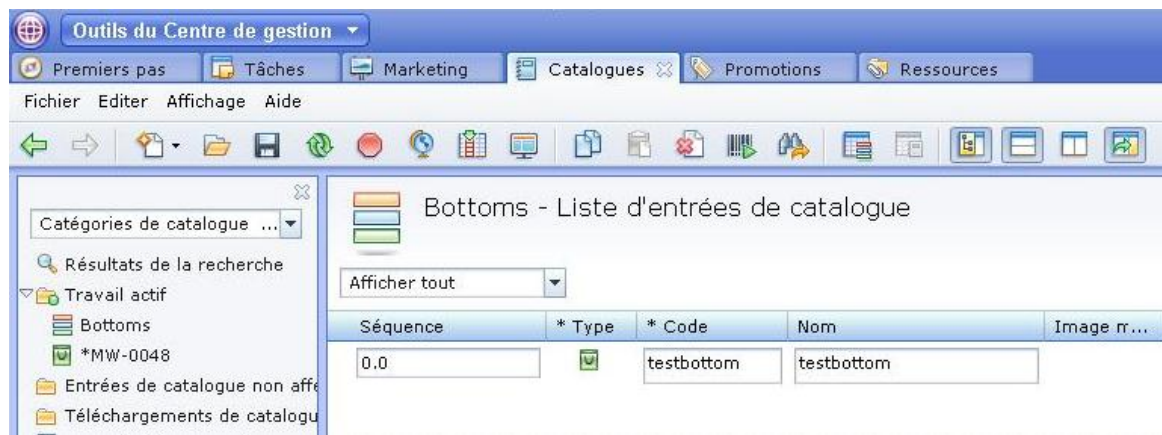 Outils du Centre de gestion
Premiers pas Tâches Marketing Catalogues Promotions Ressources
Fichier Editer Affichage Aide
Catégories de catalogue ...
Résultats de la recherche
Travail actif
Bottoms
*MW-0048
Entrées de catalogue non affe
Téléchargements de catalogu
Bottoms - Liste d'entrées de catalogue
Afficher tout
Séquence * Type * Code Nom Image m...
0.0 testbottom testbottom